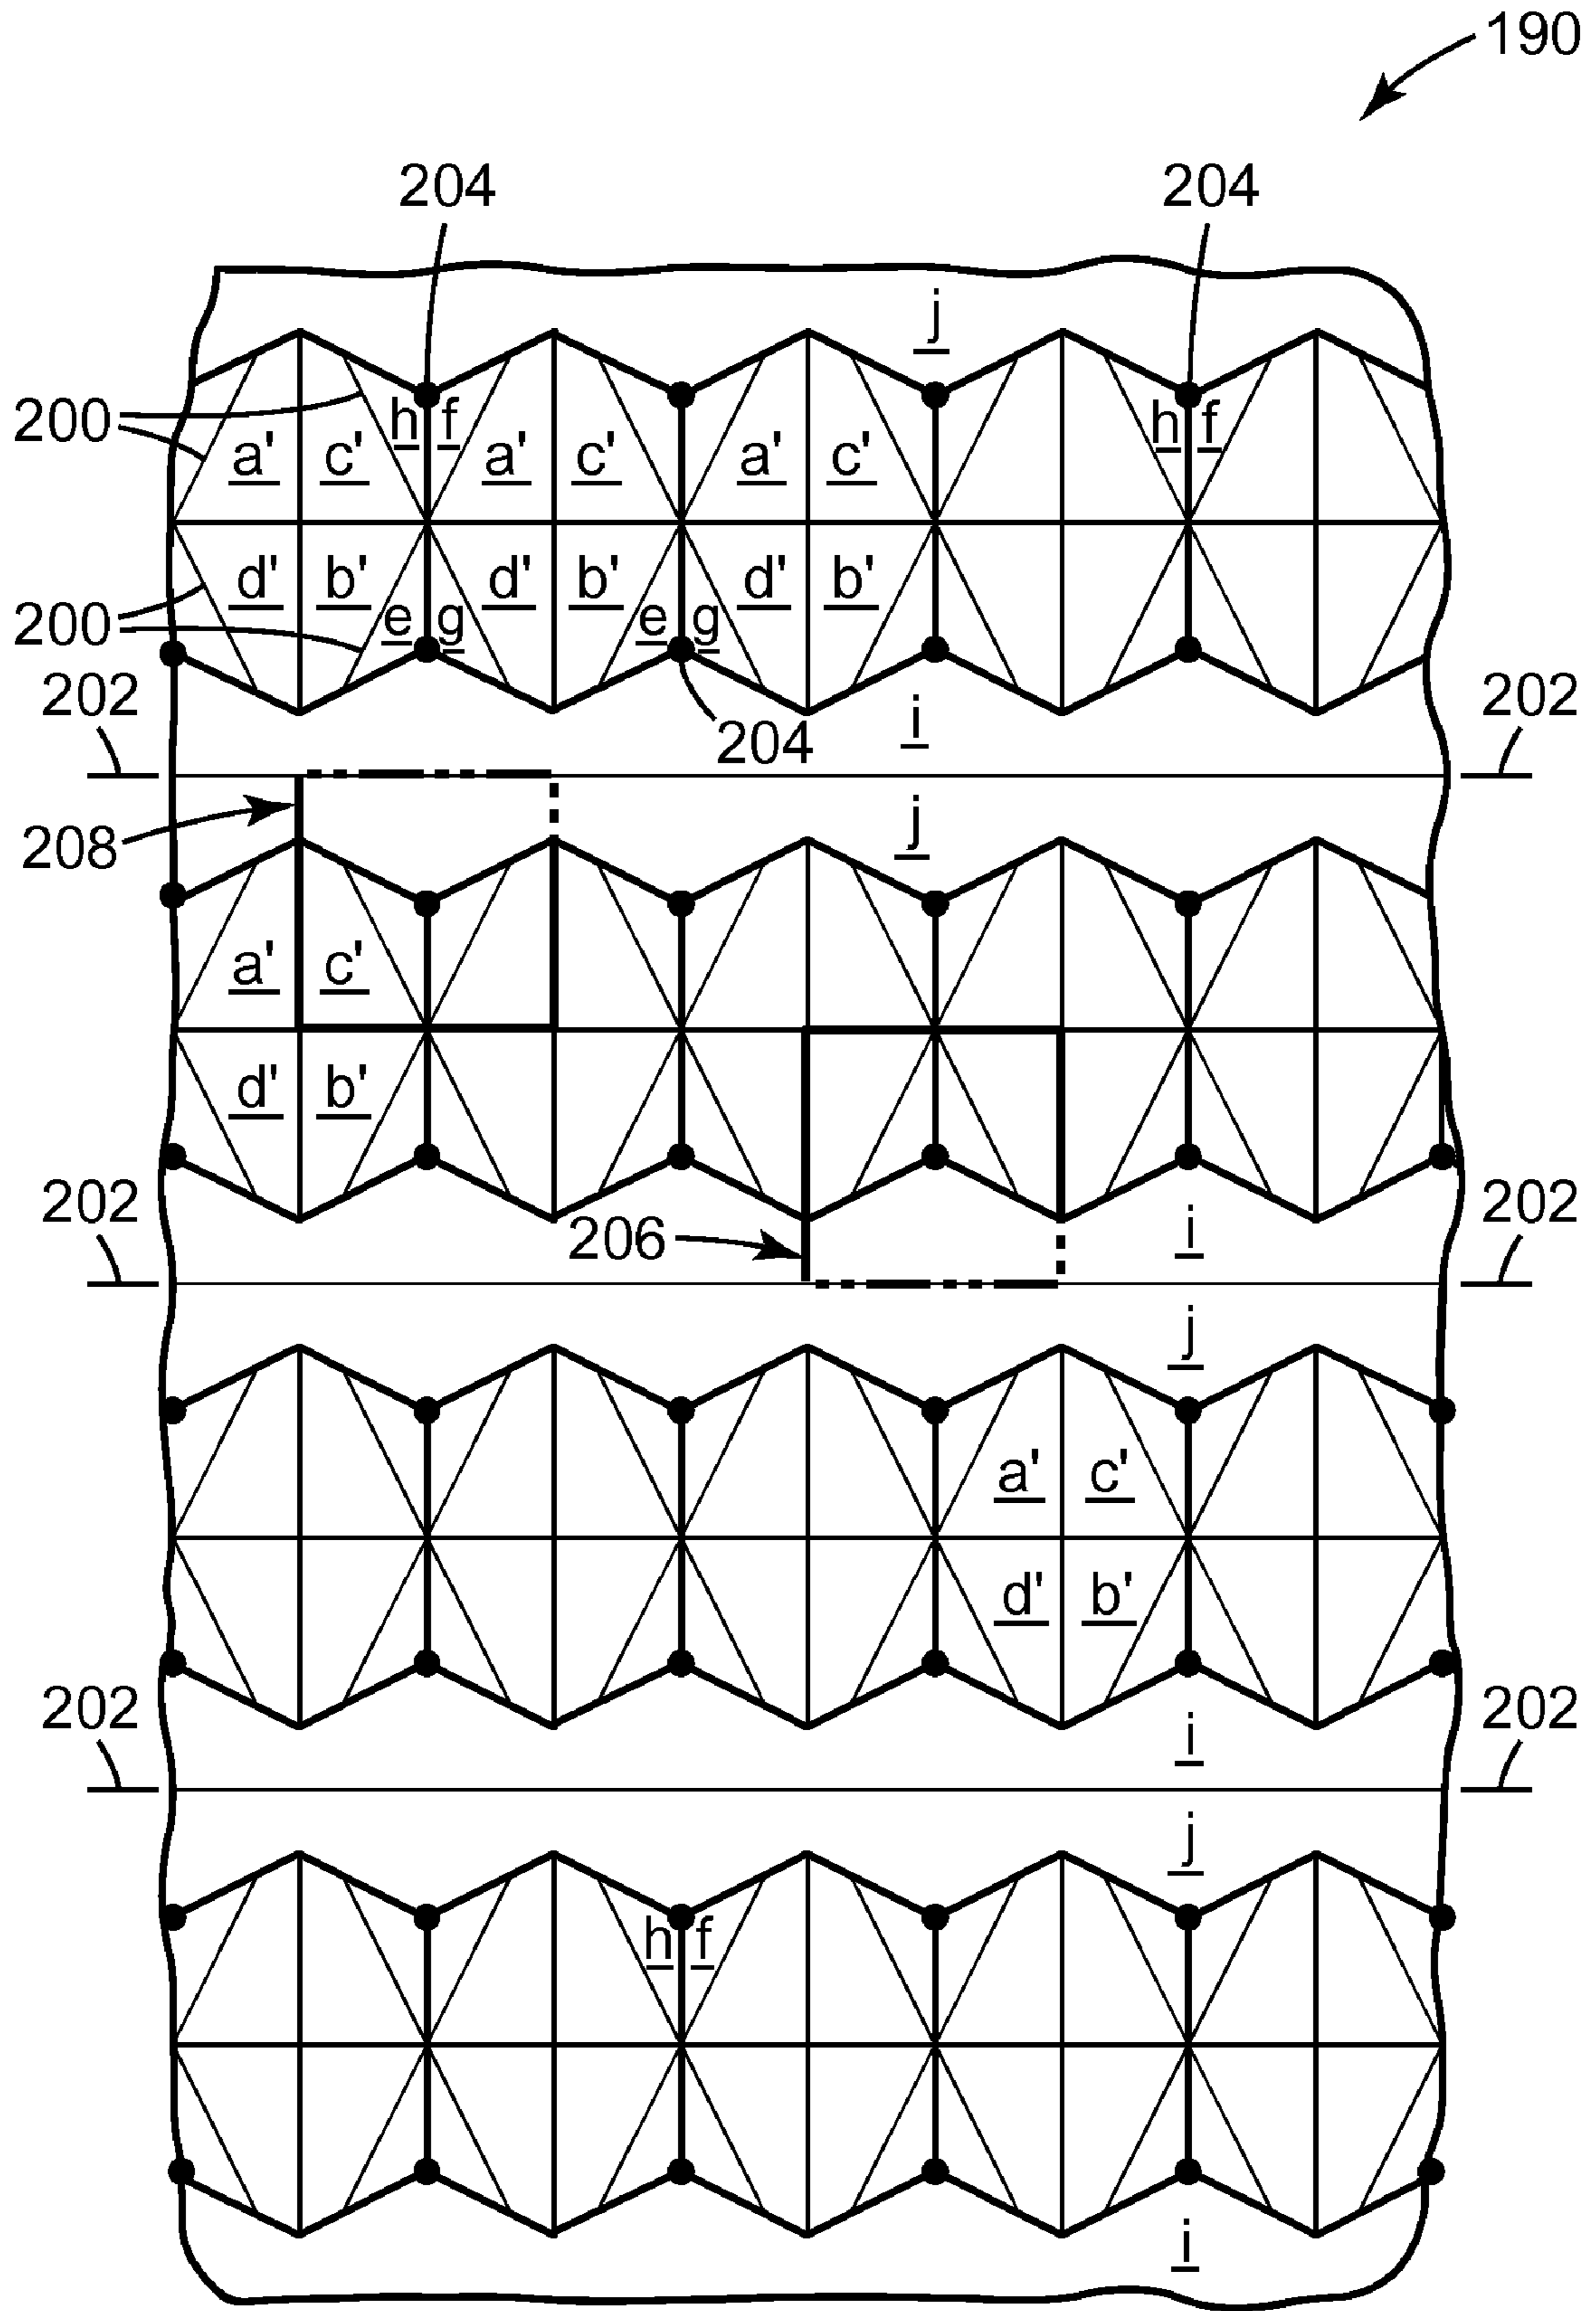 190
204 204
j
200 h f h f
a' c' a' c' a' c'
d' b' d' b' d' b'
200 e g e g
202 i 202
204
208 j
a' c'
d' b'
202 206 i 202
j
a' c'
d' b'
202 i 202
j
h f
i